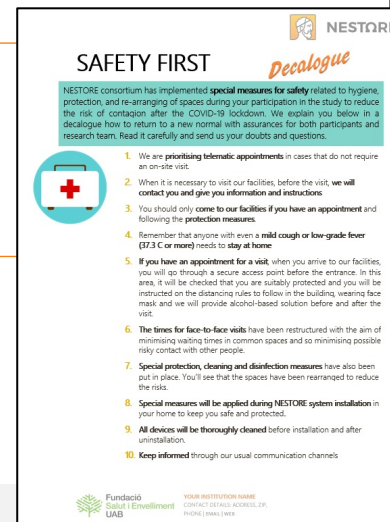 NESTORE
SAFETY FIRST
Decalogue
NESTORE consortium has implemented special measures for safety related to hygiene,
protection, and re-arranging of spaces during your participation in the study to reduce
the risk of contagion after the COVID-19 lockdown. We explain you below in a
decalogue how to return to a new normal with assurances for both participants and
research team. Read it carefully and send us your doubts and questions.
1. We are prioritising telematic appointments in cases that do not require
an on-site visit.
2. When it is necessary to visit our facilities, before the visit, we will
contact you and give you information and instructions
3. You should only come to our facilities if you have an appointment and
following the protection measures.
4. Remember that anyone with even a mild cough or low-grade fever
(37.3 C or more) needs to stay at home
5. If you have an appointment for a visit, when you arrive to our facilities,
you will go through a secure access point before the entrance. In this
area, it will be checked that you are suitably protected and you will be
instructed on the distancing rules to follow in the building, wearing face
mask and we will provide alcohol-based solution before and after the
visit.
6. The times for face-to-face visits have been restructured with the aim of
minimising waiting times in common spaces and so minimising possible
risky contact with other people.
7. Special protection, cleaning and disinfection measures have also been
put in place. You'll see that the spaces have been rearranged to reduce
the risks.
8. Special measures will be applied during NESTORE system installation in
your home to keep you safe and protected.
9. All devices will be thoroughly cleaned before installation and after
uninstallation.
10. Keep informed through our usual communication channels
Fundació
Salut i Envelliment
UAB
YOUR INSTITUTION NAME
CONTACT DETAILS: ADDRESS, ZIP,
PHONE | EMAIL | WEB